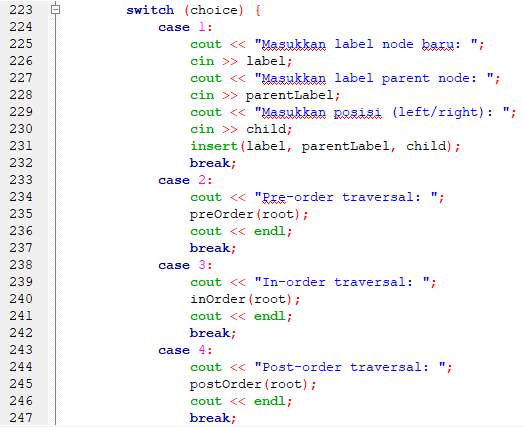 223 switch (choice) {
224 case 1:
225 cout << "Masukkan label node baru: ";
226 cin >> label;
227 cout << "Masukkan label parent node: ";
228 cin >> parentLabel;
229 cout << "Masukkan posisi (left/right): ";
230 cin >> child;
231 insert(label, parentLabel, child);
232 break;
233 case 2:
234 cout << "Pre-order traversal: ";
235 preOrder(root);
236 cout << endl;
237 break;
238 case 3:
239 cout << "In-order traversal: ";
240 inOrder(root);
241 cout << endl;
242 break;
243 case 4:
244 cout << "Post-order traversal: ";
245 postOrder(root);
246 cout << endl;
247 break;